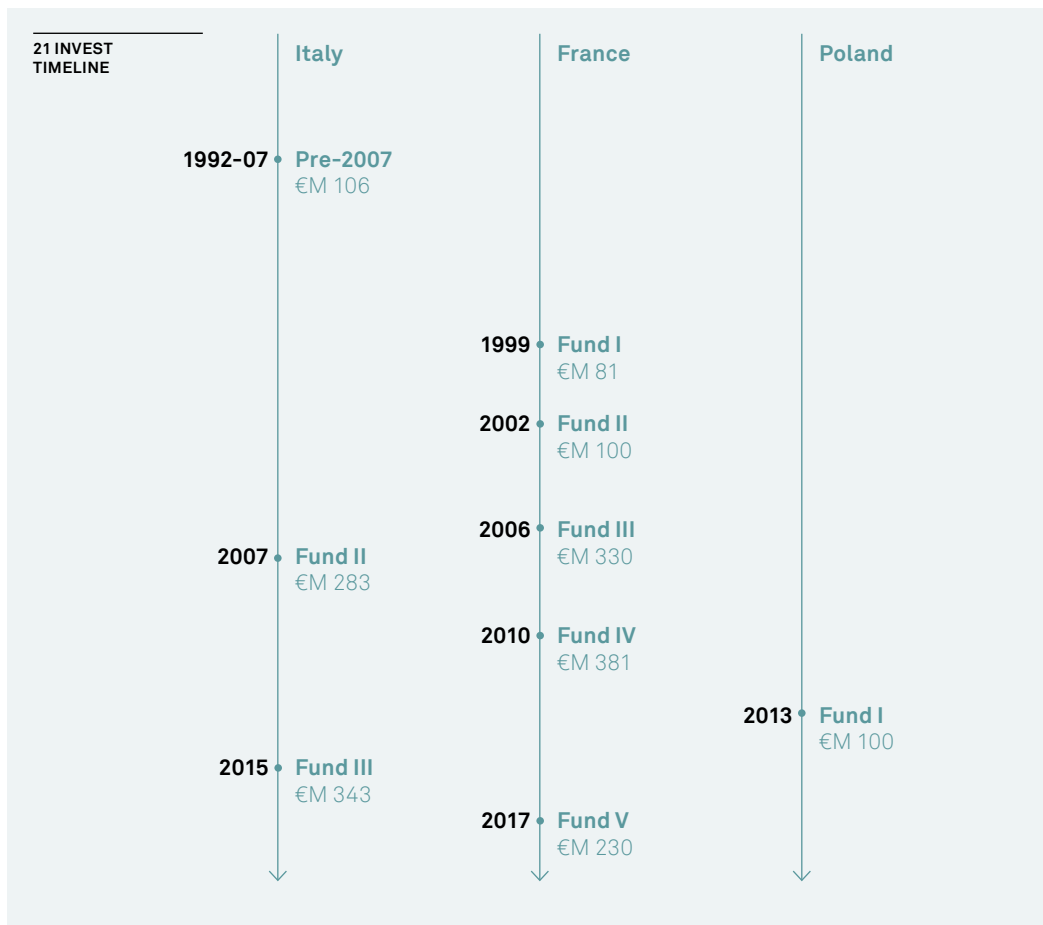 21 INVEST
TIMELINE
Italy
France
Poland
1992-07
Pre-2007
€M 106
1999
Fund I
€M 81
2002
Fund II
€M 100
2006
Fund III
€M 330
2007
Fund II
€M 283
2010
Fund IV
€M 381
2013
Fund I
€M 100
2015
Fund III
€M 343
2017
Fund V
€M 230